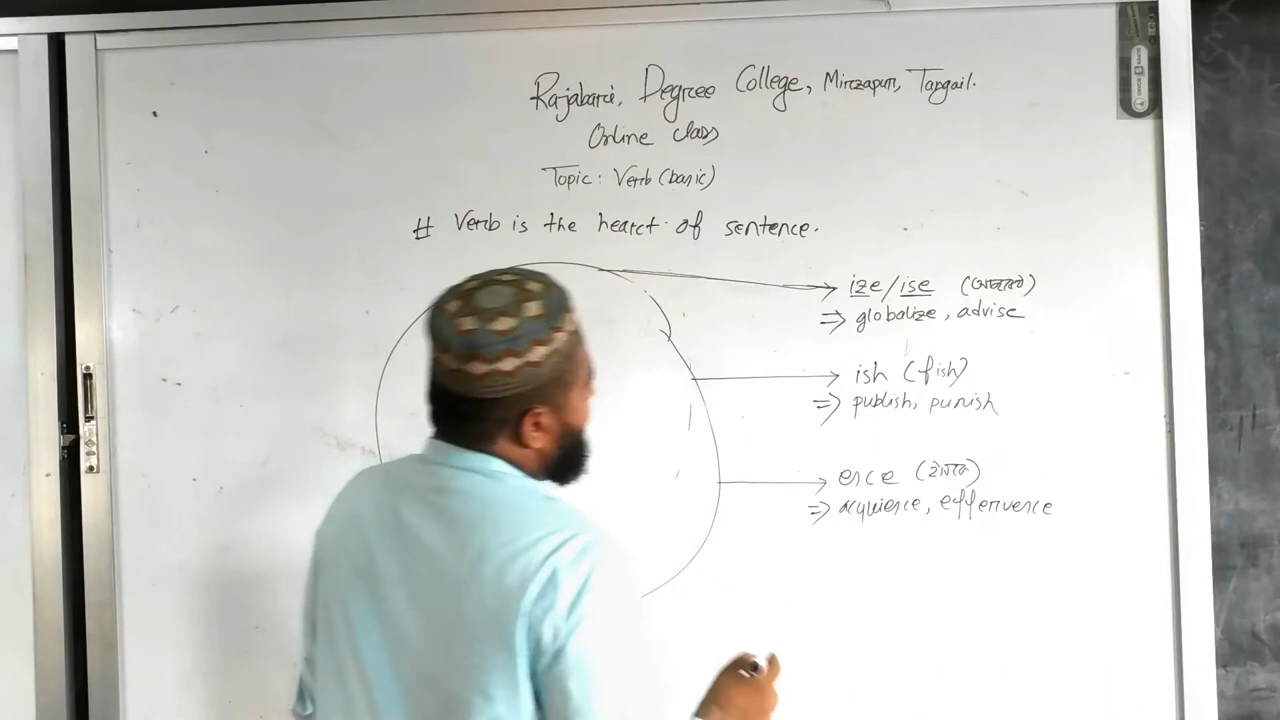 Rajabari, Degree College, Mirzapur, Tangail.
Online class
Topic: Verb (basic)
# Verb is the heart of sentence.
ize/ise
⇒ globalize, advise
ish (fish)
⇒ publish, punish
esce
⇒ acquiesce, effervesce